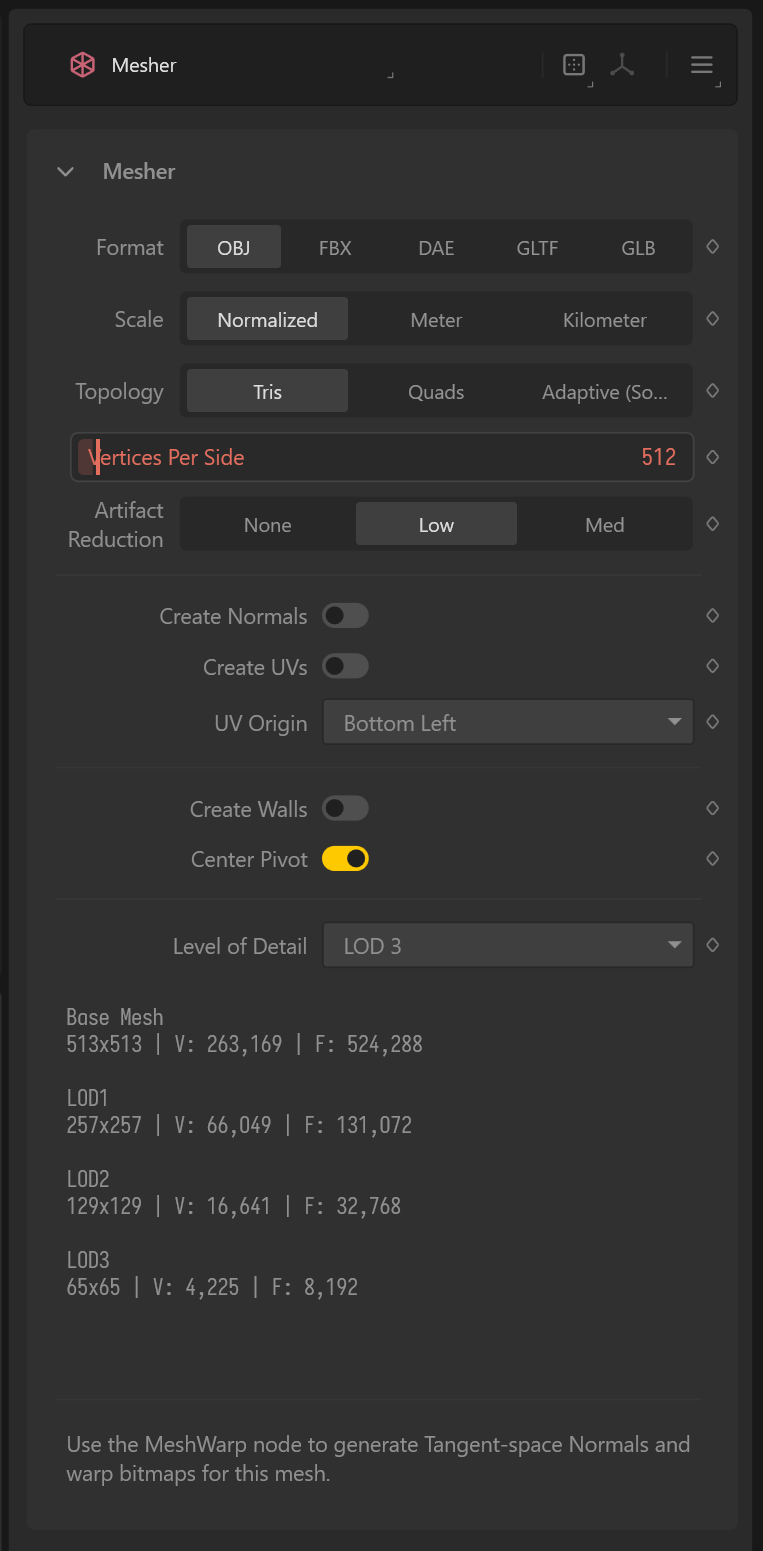 Mesher
Mesher
Format OBJ FBX DAE GLTF GLB
Scale Normalized Meter Kilometer
Topology Tris Quads Adaptive (So...
Vertices Per Side 512
Artifact
Reduction None Low Med
Create Normals
Create UVs
UV Origin Bottom Left
Create Walls
Center Pivot
Level of Detail LOD 3
Base Mesh
513x513 | V: 263,169 | F: 524,288
LOD1
257x257 | V: 66,049 | F: 131,072
LOD2
129x129 | V: 16,641 | F: 32,768
LOD3
65x65 | V: 4,225 | F: 8,192
Use the MeshWarp node to generate Tangent-space Normals and
warp bitmaps for this mesh.